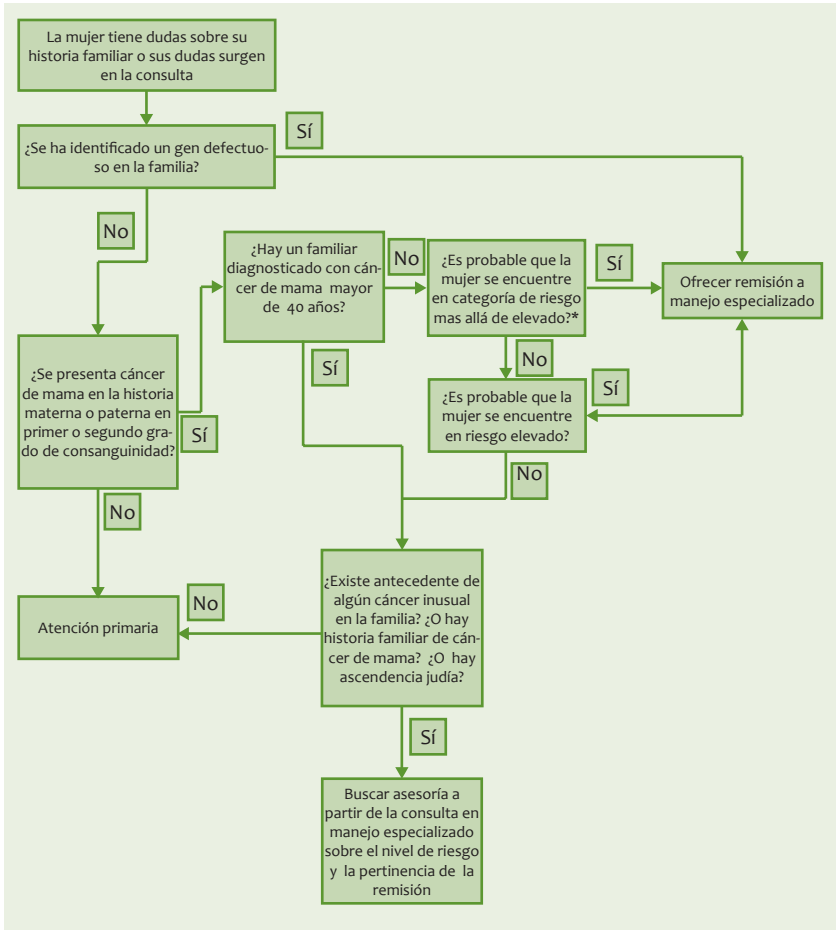 La mujer tiene dudas sobre su
historia familiar o sus dudas surgen
en la consulta
Sí
¿Se ha identificado un gen defectuo-
so en la familia?
No
¿Hay un familiar
diagnosticado con cán-
cer de mama mayor
de 40 años?
No
¿Es probable que la
mujer se encuentre
en categoría de riesgo
mas allá de elevado?*
Sí
Ofrecer remisión a
manejo especializado
¿Se presenta cáncer
de mama en la historia
materna o paterna en
primer o segundo gra-
do de consanguinidad?
Sí
Sí
No
¿Es probable que la
mujer se encuentre
en riesgo elevado?
Sí
No
No
¿Existe antecedente de
algún cáncer inusual
en la familia? ¿O hay
historia familiar de cán-
cer de mama? ¿O hay
ascendencia judía?
No
Atención primaria
Sí
Buscar asesoría a
partir de la consulta en
manejo especializado
sobre el nivel de riesgo
y la pertinencia de la
remisión